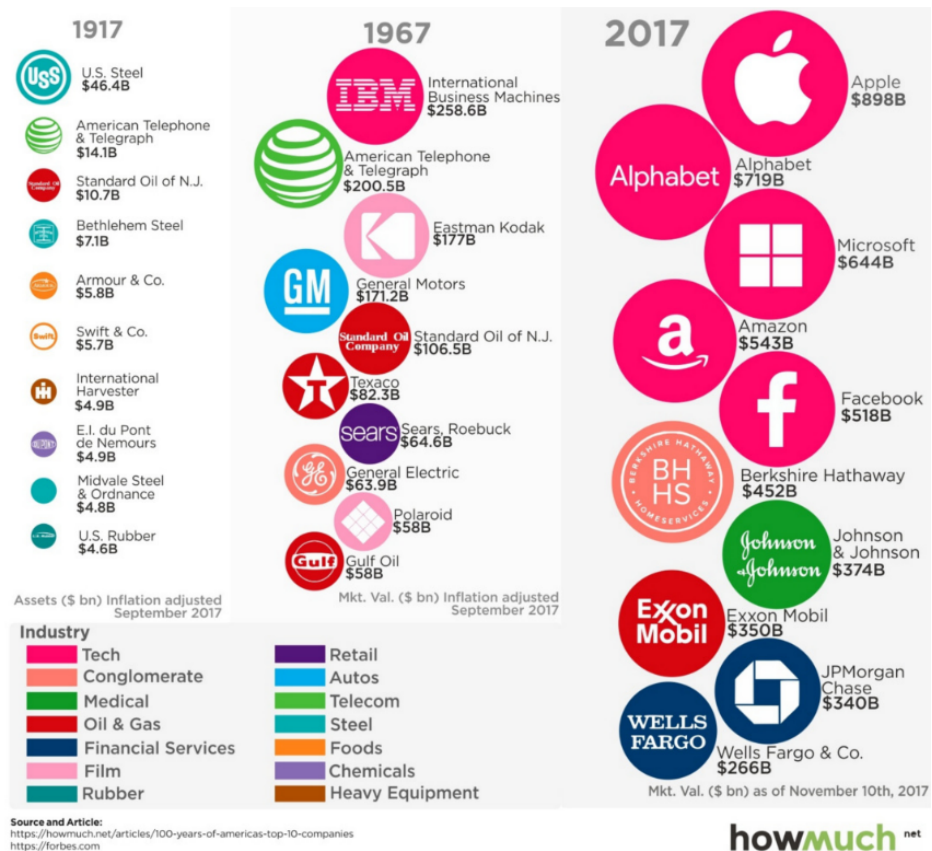 1917
USS
U.S. Steel
$46.4B
American Telephone
& Telegraph
$14.1B
Standard Oil
Company
Standard Oil of N.J.
$10.7B
Bethlehem Steel
$7.1B
Armour & Co.
$5.8B
Swift
Swift & Co.
$5.7B
International
Harvester
$4.9B
E.I. du Pont
de Nemours
$4.9B
Midvale Steel
& Ordnance
$4.8B
U.S. Rubber
$4.6B
Assets ($ bn) Inflation adjusted
September 2017
1967
IBM
International
Business Machines
$258.6B
American Telephone
& Telegraph
$200.5B
Eastman Kodak
$177B
GM
General Motors
$171.2B
Standard Oil
Company
Standard Oil of N.J.
$106.5B
T
Texaco
$82.3B
sears
Sears, Roebuck
$64.6B
GE
General Electric
$63.9B
Polaroid
$58B
Gulf
Gulf Oil
$58B
Mkt. Val. ($ bn) Inflation adjusted
September 2017
2017
Apple
$898B
Alphabet
Alphabet
$719B
Microsoft
$644B
a
Amazon
$543B
f
Facebook
$518B
BERKSHIRE HATHAWAY
BH
HS
HOMESERVICES
Berkshire Hathaway
$452B
Johnson
&Johnson
Johnson
& Johnson
$374B
Exxon
Mobil
Exxon Mobil
$350B
JPMorgan
Chase
$340B
WELLS
FARGO
Wells Fargo & Co.
$266B
Mkt. Val. ($ bn) as of November 10th, 2017
Industry
Tech
Conglomerate
Medical
Oil & Gas
Financial Services
Film
Rubber
Retail
Autos
Telecom
Steel
Foods
Chemicals
Heavy Equipment
Source and Article:
https://howmuch.net/articles/100-years-of-americas-top-10-companies
https://forbes.com
howmuch net